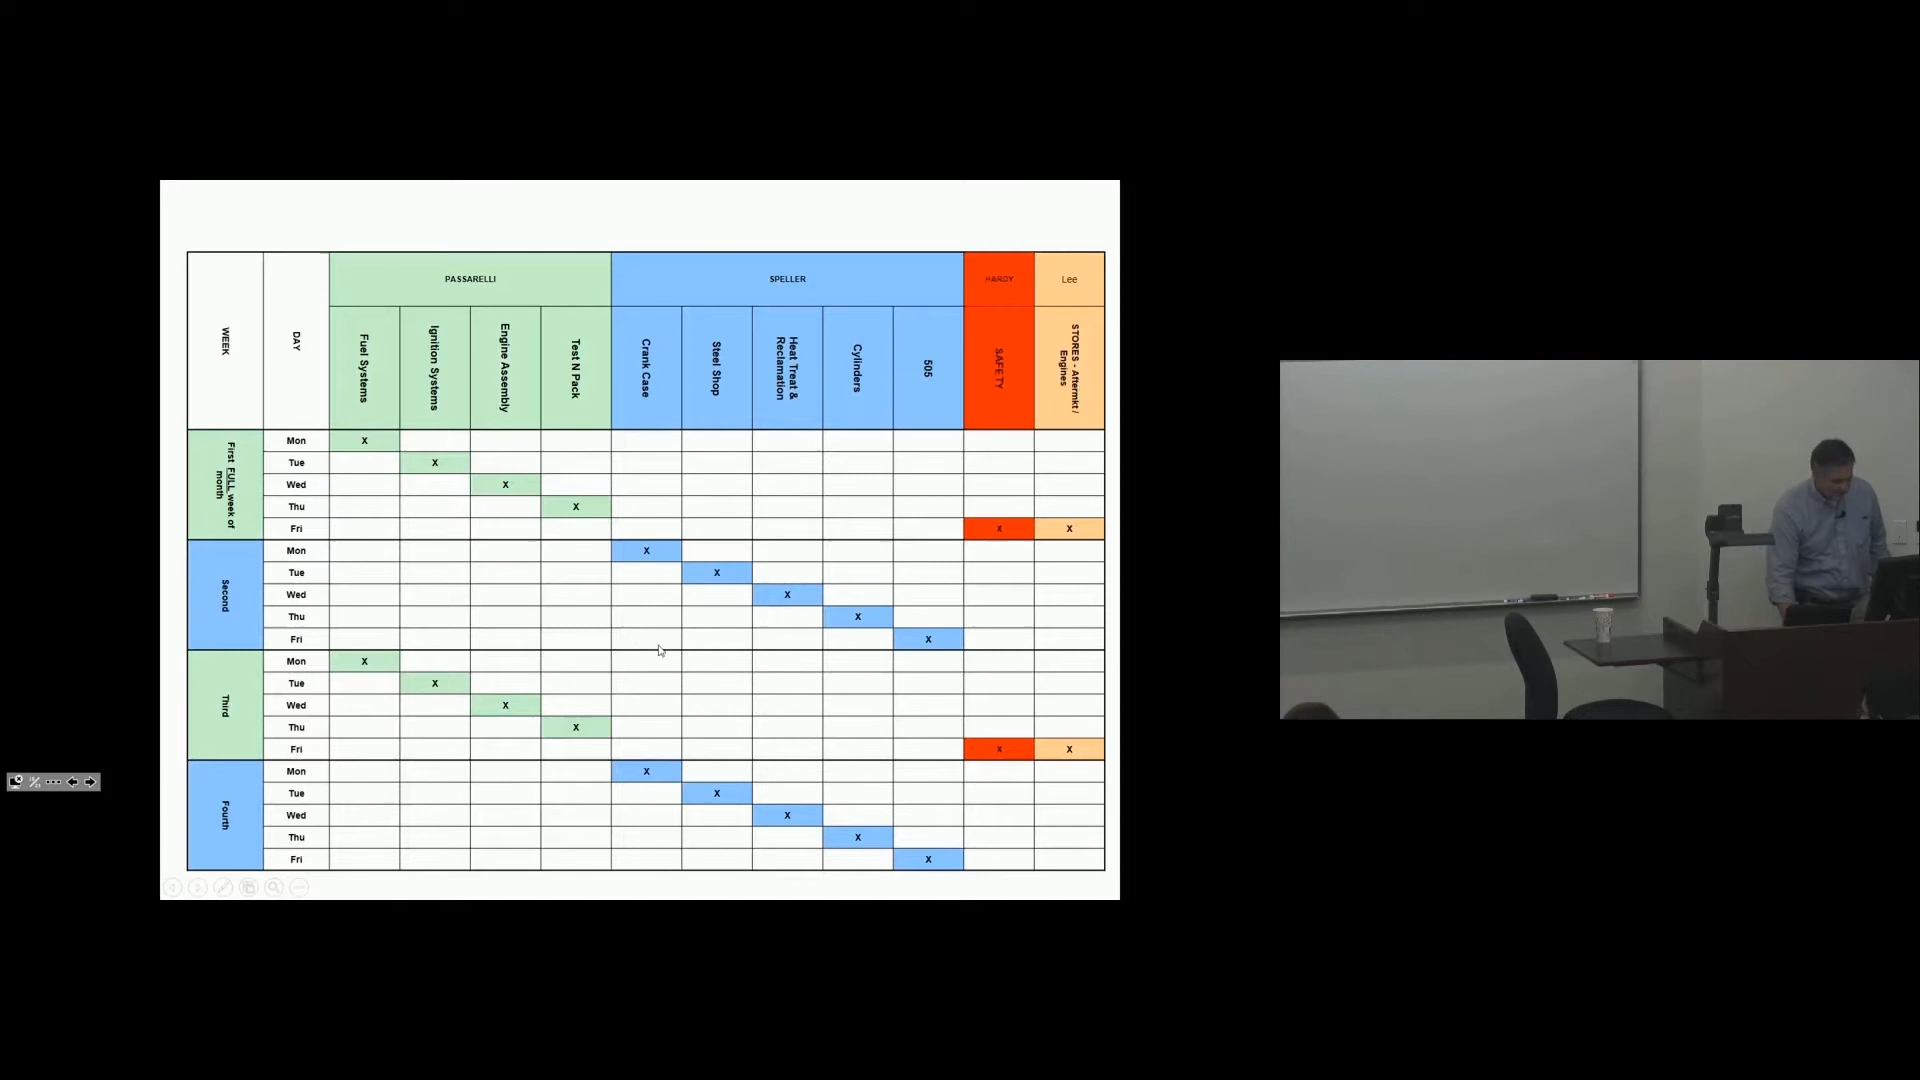 PASSARELLI SPELLER HARDY Lee
WEEK DAY Fuel Systems Ignition Systems Engine Assembly Test N Pack Crank Case Steel Shop Heat Treat & Reclamation Cylinders 505 SAFETY STORES - Aftermkt / Engines
First FULL week of month
Mon X
Tue X
Wed X
Thu X
Fri X X
Second
Mon X
Tue X
Wed X
Thu X
Fri X
Third
Mon X
Tue X
Wed X
Thu X
Fri X X
Fourth
Mon X
Tue X
Wed X
Thu X
Fri X